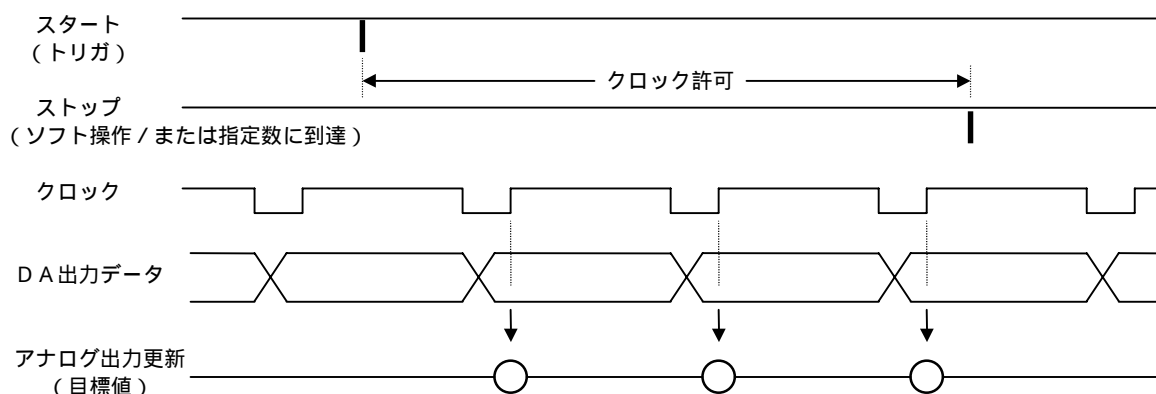 スタート
(トリガ)
クロック許可
ストップ
(ソフト操作/または指定数に到達)
クロック
DA出力データ
アナログ出力更新
(目標値)